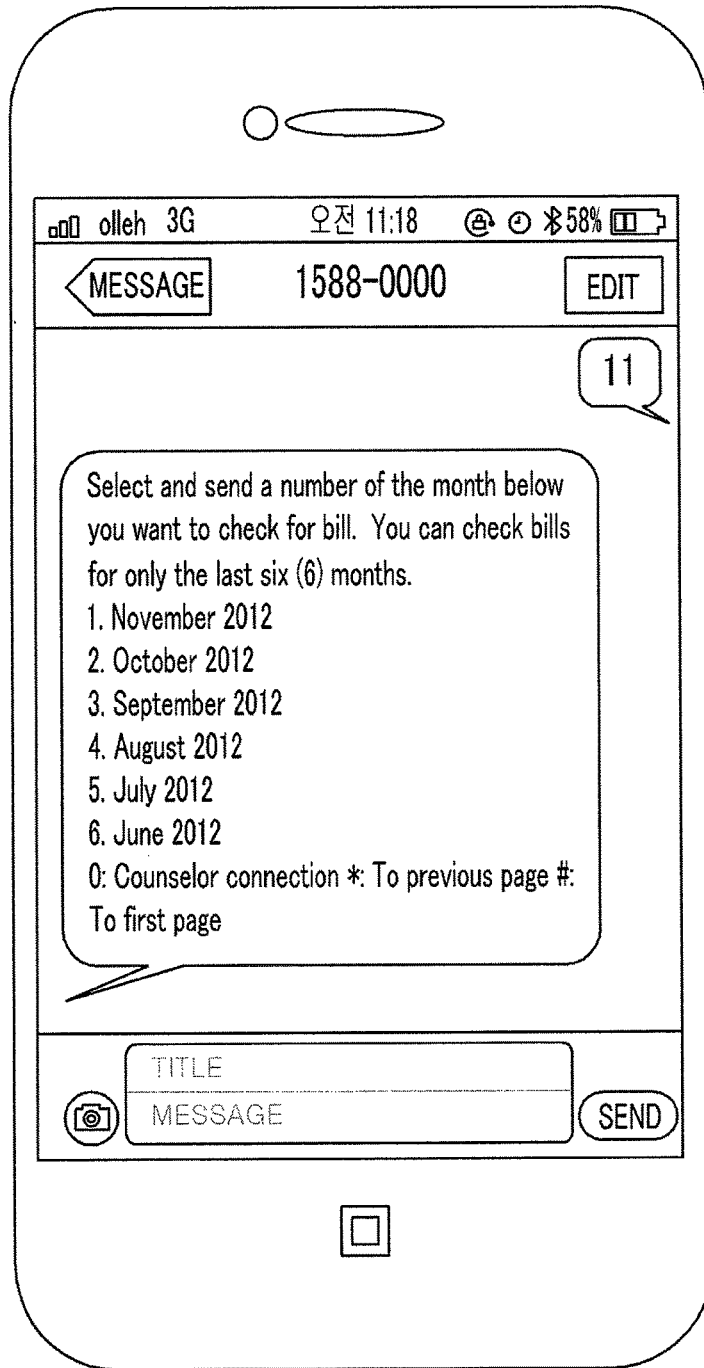 olleh 3G 오전 11:18 58%
MESSAGE 1588-0000 EDIT
11
Select and send a number of the month below
you want to check for bill. You can check bills
for only the last six (6) months.
1. November 2012
2. October 2012
3. September 2012
4. August 2012
5. July 2012
6. June 2012
0: Counselor connection *: To previous page #:
To first page
TITLE
MESSAGE
SEND